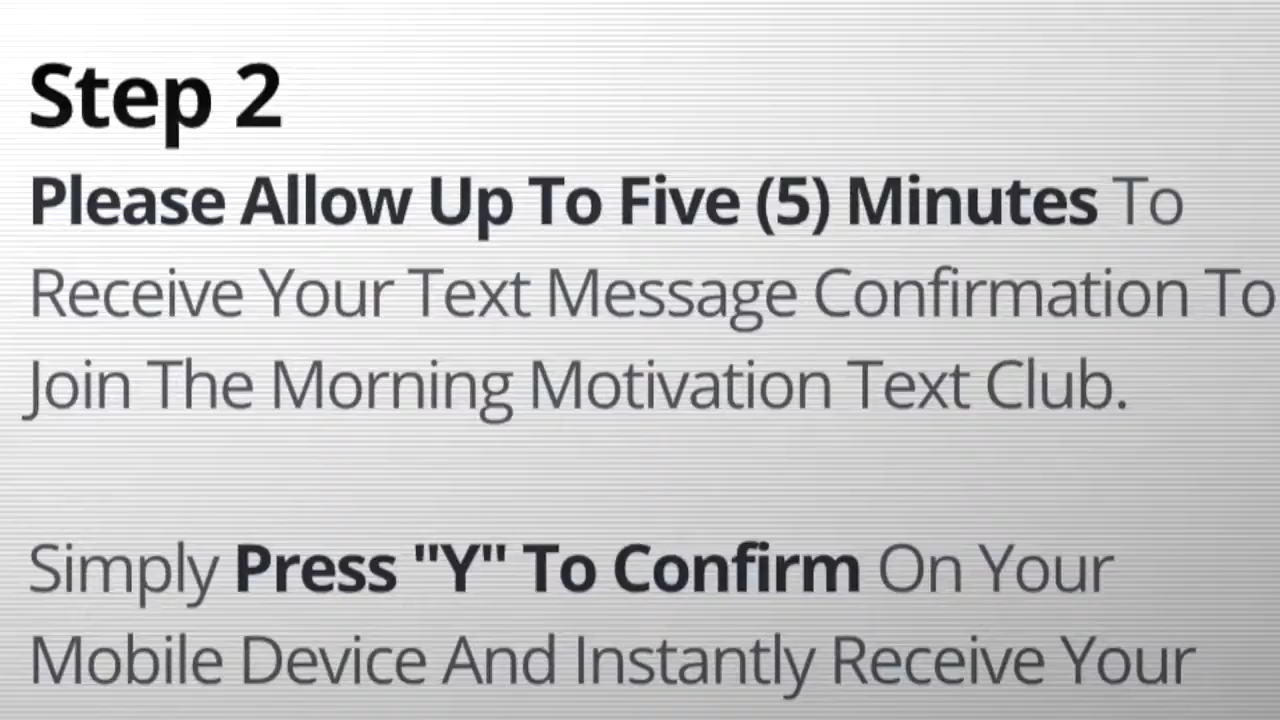 Step 2
Please Allow Up To Five (5) Minutes To
Receive Your Text Message Confirmation To
Join The Morning Motivation Text Club.
Simply Press "Y" To Confirm On Your
Mobile Device And Instantly Receive Your